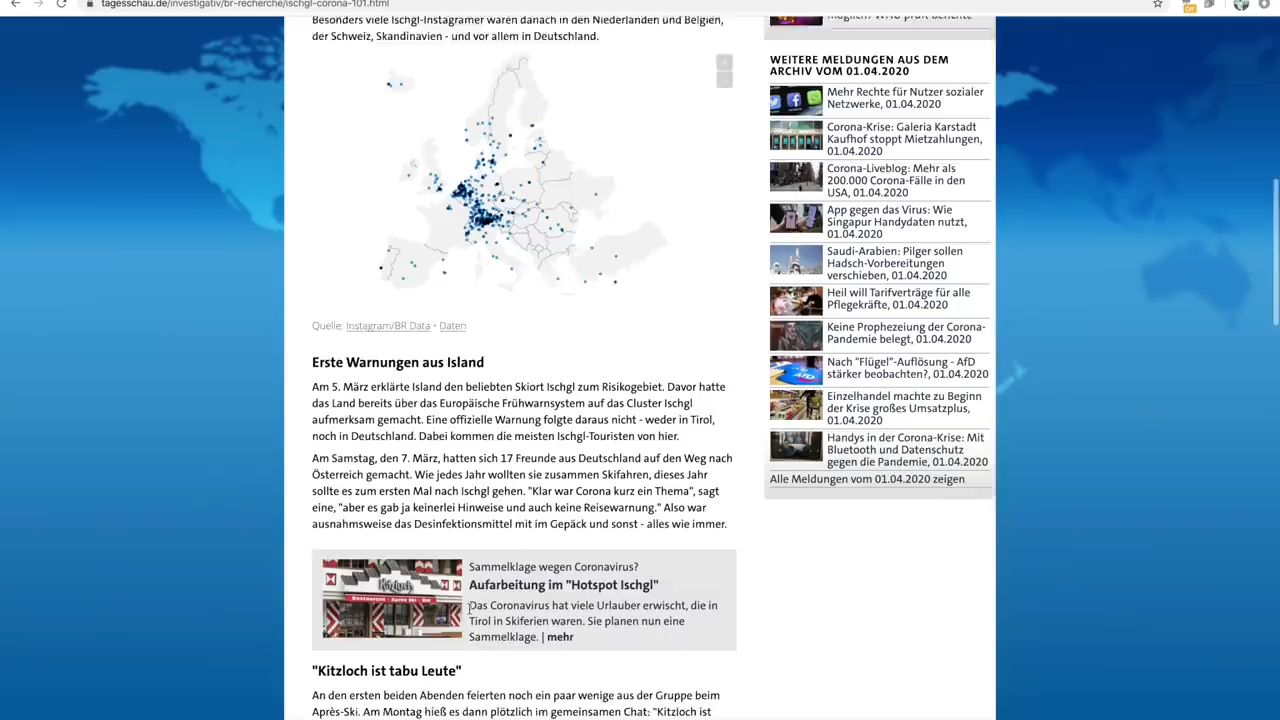 tagesschau.de/investigativ/br-recherche/ischgl-corona-101.html
Off
Besonders viele Ischgl-Instagramer waren danach in den Niederlanden und Belgien,
der Schweiz, Skandinavien - und vor allem in Deutschland.
+
-
Quelle: Instagram/BR Data • Daten
Erste Warnungen aus Island
Am 5. März erklärte Island den beliebten Skiort Ischgl zum Risikogebiet. Davor hatte
das Land bereits über das Europäische Frühwarnsystem auf das Cluster Ischgl
aufmerksam gemacht. Eine offizielle Warnung folgte daraus nicht - weder in Tirol,
noch in Deutschland. Dabei kommen die meisten Ischgl-Touristen von hier.
Am Samstag, den 7. März, hatten sich 17 Freunde aus Deutschland auf den Weg nach
Österreich gemacht. Wie jedes Jahr wollten sie zusammen Skifahren, dieses Jahr
sollte es zum ersten Mal nach Ischgl gehen. "Klar war Corona kurz ein Thema", sagt
eine, "aber es gab ja keinerlei Hinweise und auch keine Reisewarnung." Also war
ausnahmsweise das Desinfektionsmittel mit im Gepäck und sonst - alles wie immer.
Kitzloch
Restaurant · Après Ski · Bar
Sammelklage wegen Coronavirus?
Aufarbeitung im "Hotspot Ischgl"
Das Coronavirus hat viele Urlauber erwischt, die in
Tirol in Skiferien waren. Sie planen nun eine
Sammelklage. | mehr
"Kitzloch ist tabu Leute"
An den ersten beiden Abenden feierten noch ein paar wenige aus der Gruppe beim
Après-Ski. Am Montag hieß es dann plötzlich im gemeinsamen Chat: "Kitzloch ist
WEITERE MELDUNGEN AUS DEM
ARCHIV VOM 01.04.2020
Mehr Rechte für Nutzer sozialer
Netzwerke, 01.04.2020
Corona-Krise: Galeria Karstadt
Kaufhof stoppt Mietzahlungen,
01.04.2020
Corona-Liveblog: Mehr als
200.000 Corona-Fälle in den
USA, 01.04.2020
App gegen das Virus: Wie
Singapur Handydaten nutzt,
01.04.2020
Saudi-Arabien: Pilger sollen
Hadsch-Vorbereitungen
verschieben, 01.04.2020
Heil will Tarifverträge für alle
Pflegekräfte, 01.04.2020
Keine Prophezeiung der Corona-
Pandemie belegt, 01.04.2020
AfD
Nach "Flügel"-Auflösung - AfD
stärker beobachten?, 01.04.2020
Einzelhandel machte zu Beginn
der Krise großes Umsatzplus,
01.04.2020
Handys in der Corona-Krise: Mit
Bluetooth und Datenschutz
gegen die Pandemie, 01.04.2020
Alle Meldungen vom 01.04.2020 zeigen